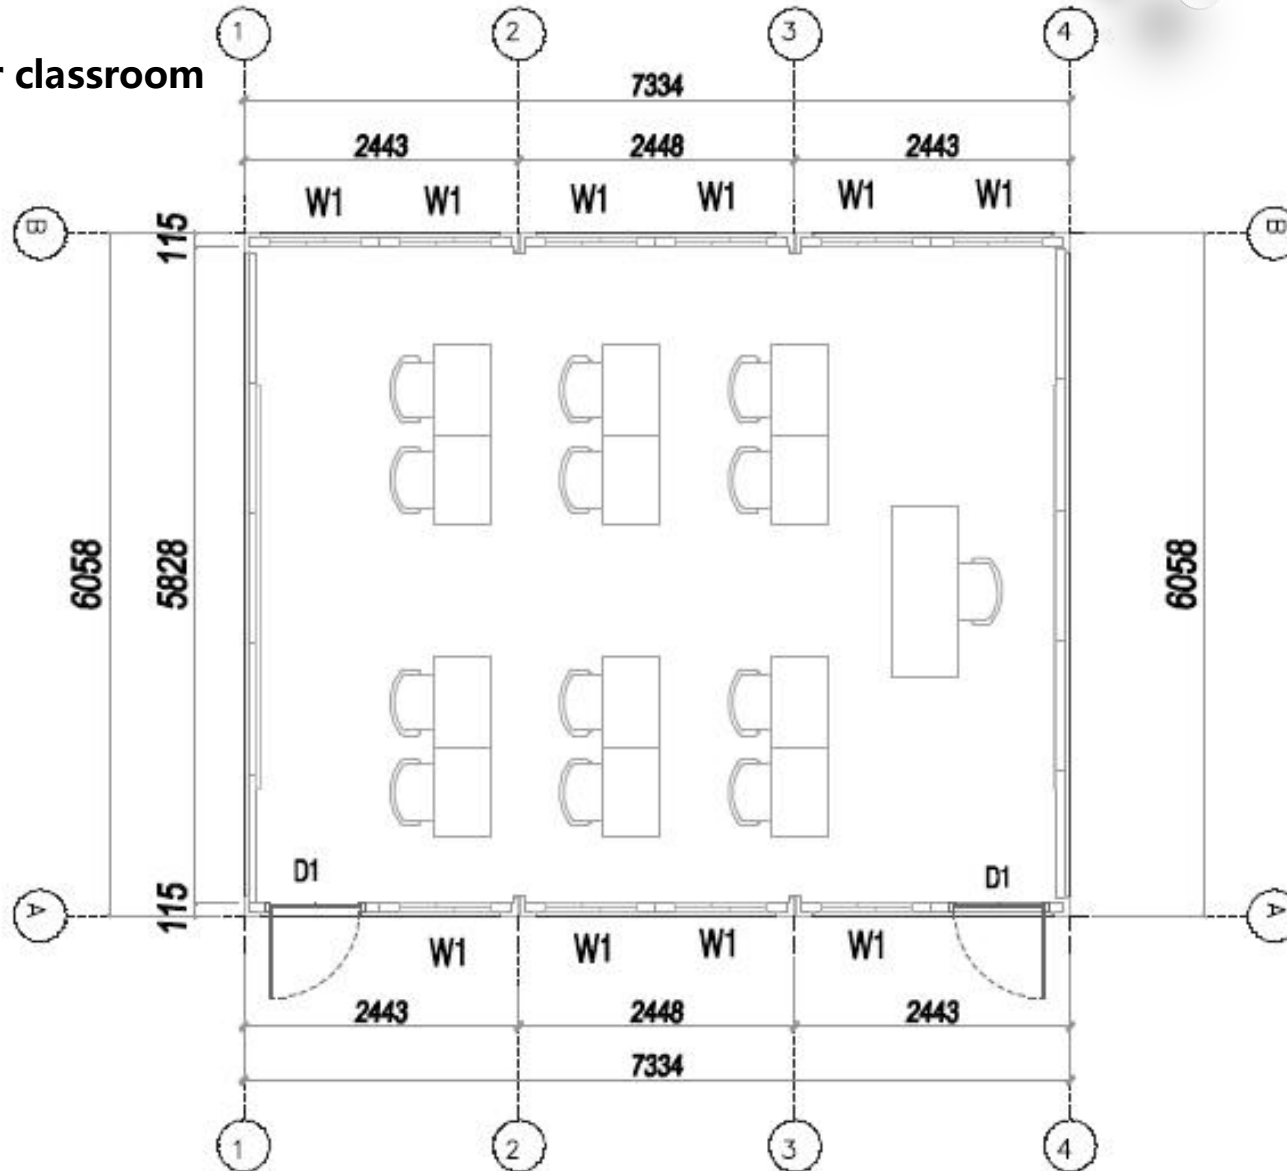 1 2 3 4
r classroom
7334
2443 2448 2443
W1 W1 W1 W1 W1 W1
B 115 B
6058 5828 6058
D1 D1
A 115 A
W1 W1 W1 W1
2443 2448 2443
7334
1 2 3 4